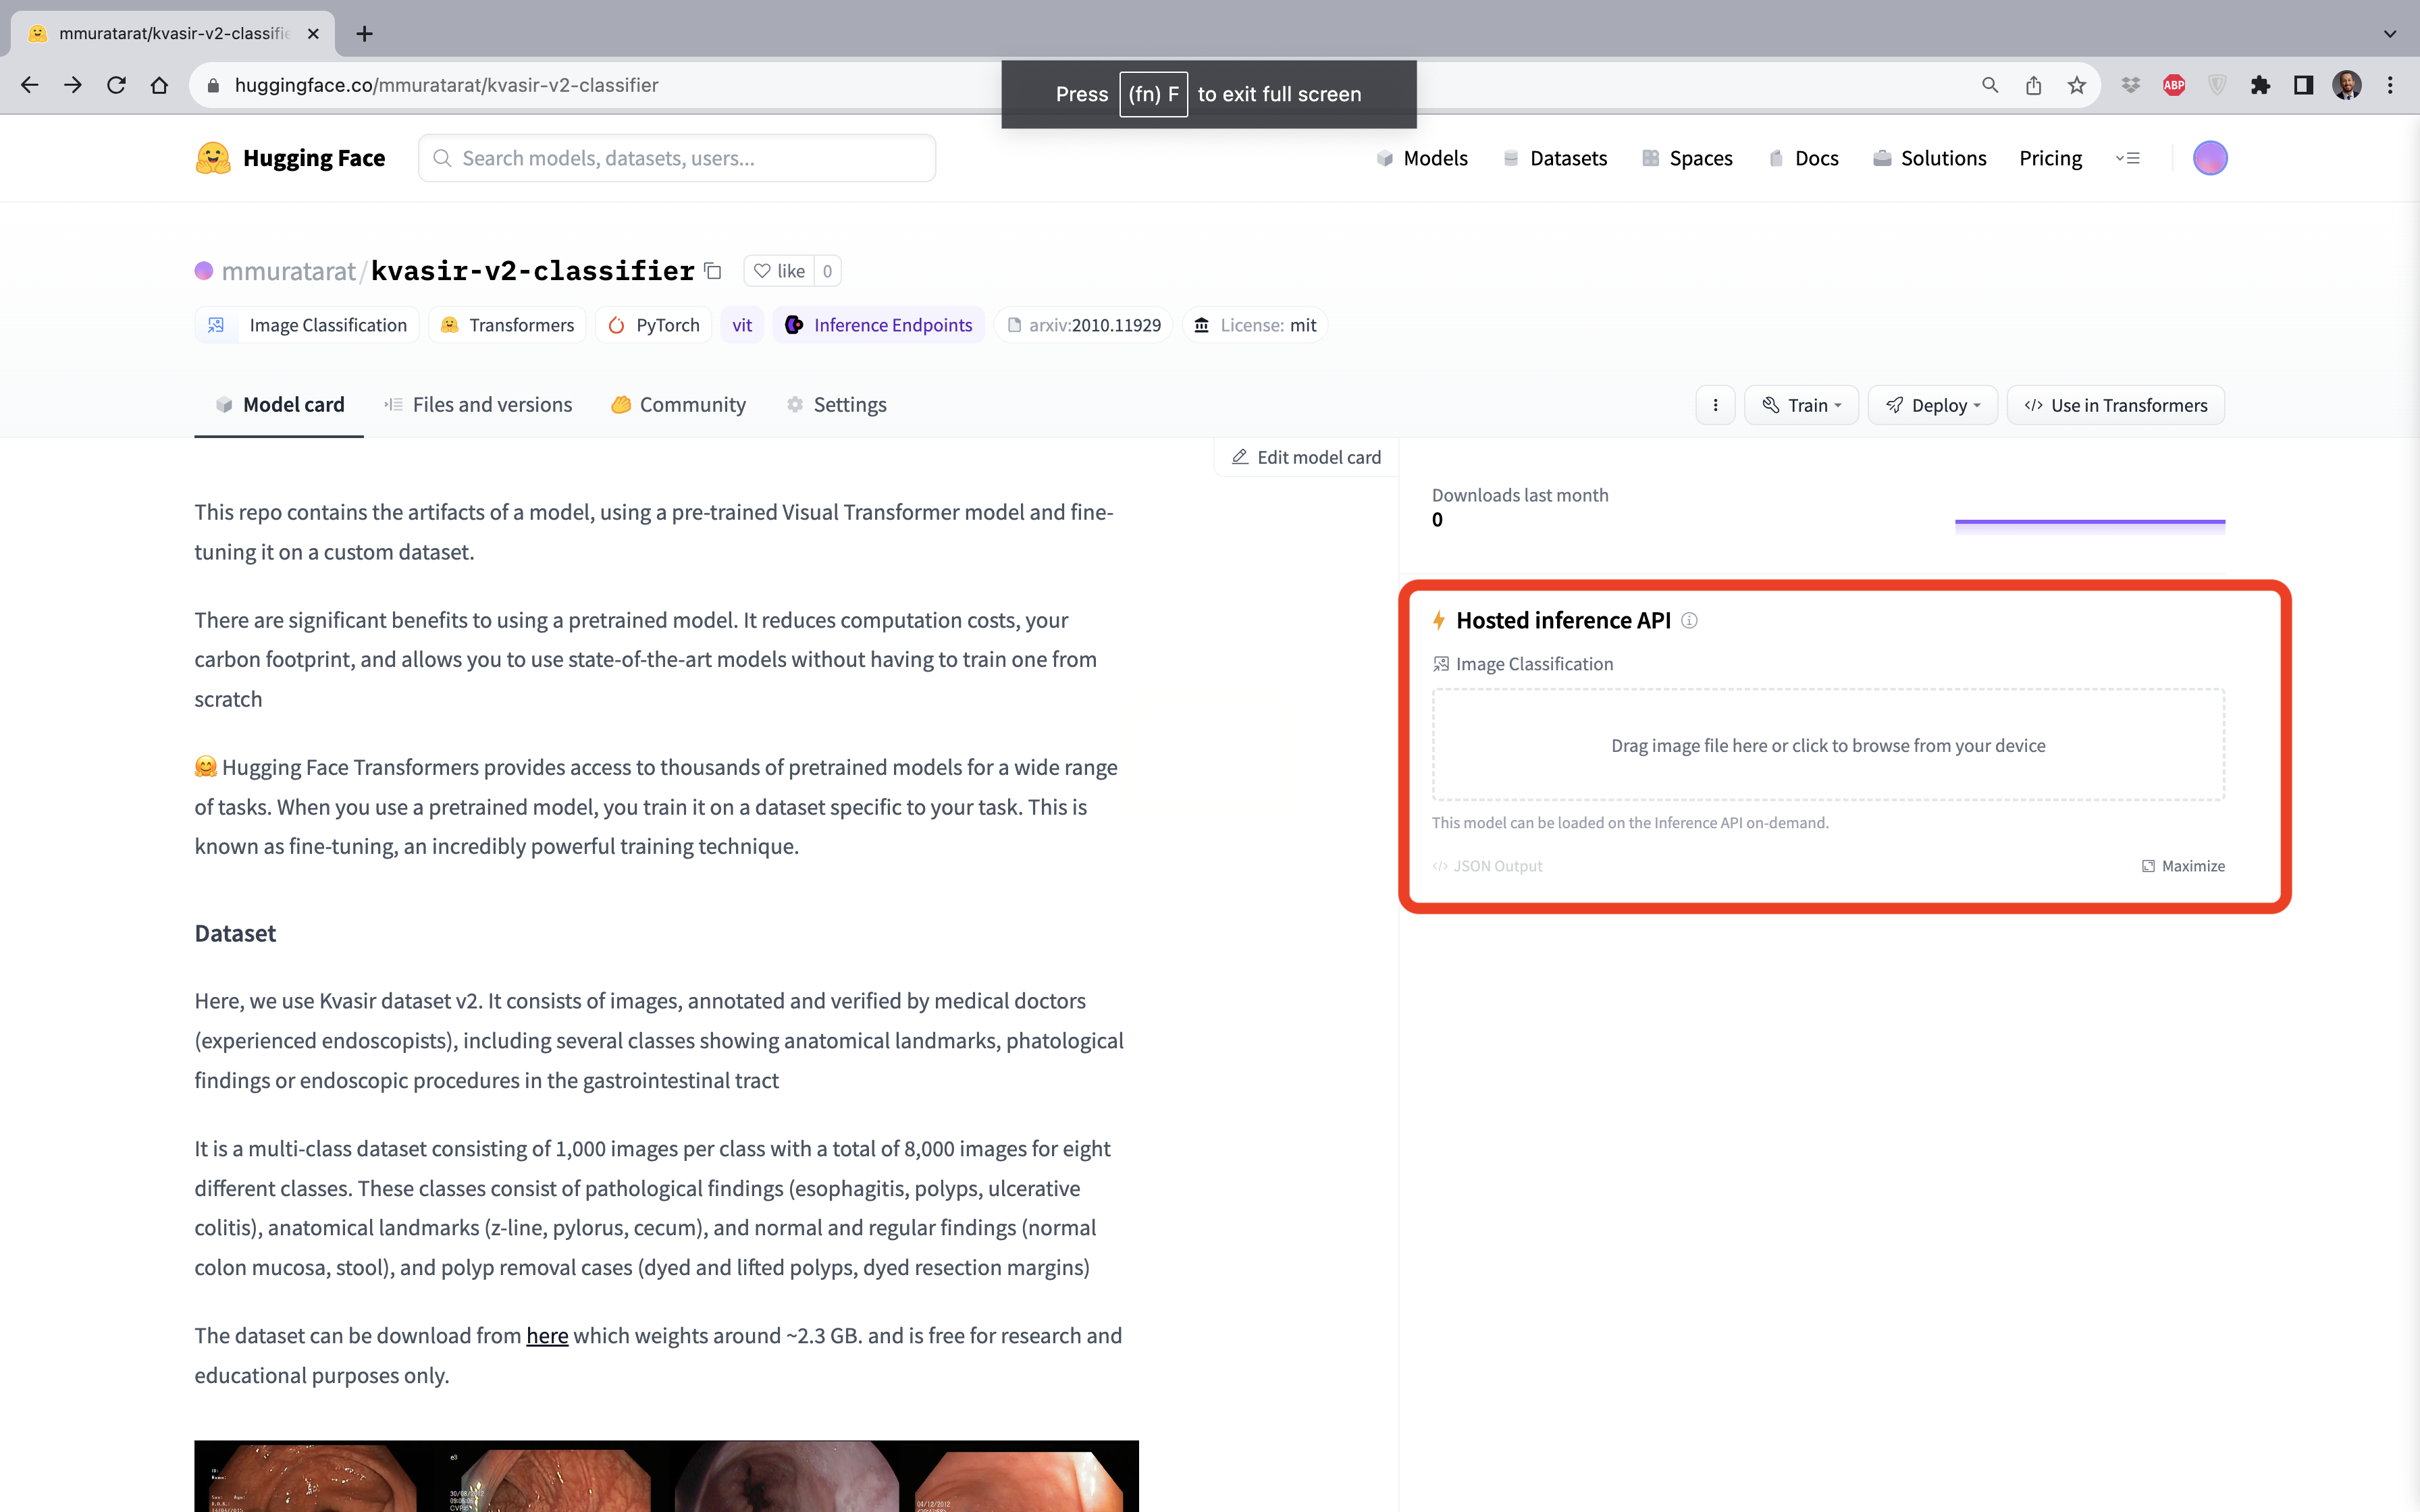 mmuratarat/kvasir-v2-classifie
huggingface.co/mmuratarat/kvasir-v2-classifier
Press (fn) F to exit full screen
ABP
Hugging Face
Search models, datasets, users...
Models
Datasets
Spaces
Docs
Solutions
Pricing
mmuratarat/kvasir-v2-classifier
like 0
Image Classification
Transformers
PyTorch
vit
Inference Endpoints
arxiv:2010.11929
License: mit
Model card
Files and versions
Community
Settings
Train
Deploy
</> Use in Transformers
Edit model card
This repo contains the artifacts of a model, using a pre-trained Visual Transformer model and fine-
tuning it on a custom dataset.
There are significant benefits to using a pretrained model. It reduces computation costs, your
carbon footprint, and allows you to use state-of-the-art models without having to train one from
scratch
🤗 Hugging Face Transformers provides access to thousands of pretrained models for a wide range
of tasks. When you use a pretrained model, you train it on a dataset specific to your task. This is
known as fine-tuning, an incredibly powerful training technique.
Dataset
Here, we use Kvasir dataset v2. It consists of images, annotated and verified by medical doctors
(experienced endoscopists), including several classes showing anatomical landmarks, phatological
findings or endoscopic procedures in the gastrointestinal tract
It is a multi-class dataset consisting of 1,000 images per class with a total of 8,000 images for eight
different classes. These classes consist of pathological findings (esophagitis, polyps, ulcerative
colitis), anatomical landmarks (z-line, pylorus, cecum), and normal and regular findings (normal
colon mucosa, stool), and polyp removal cases (dyed and lifted polyps, dyed resection margins)
The dataset can be download from here which weights around ~2.3 GB. and is free for research and
educational purposes only.
Downloads last month
0
Hosted inference API
Image Classification
Drag image file here or click to browse from your device
This model can be loaded on the Inference API on-demand.
</> JSON Output
Maximize